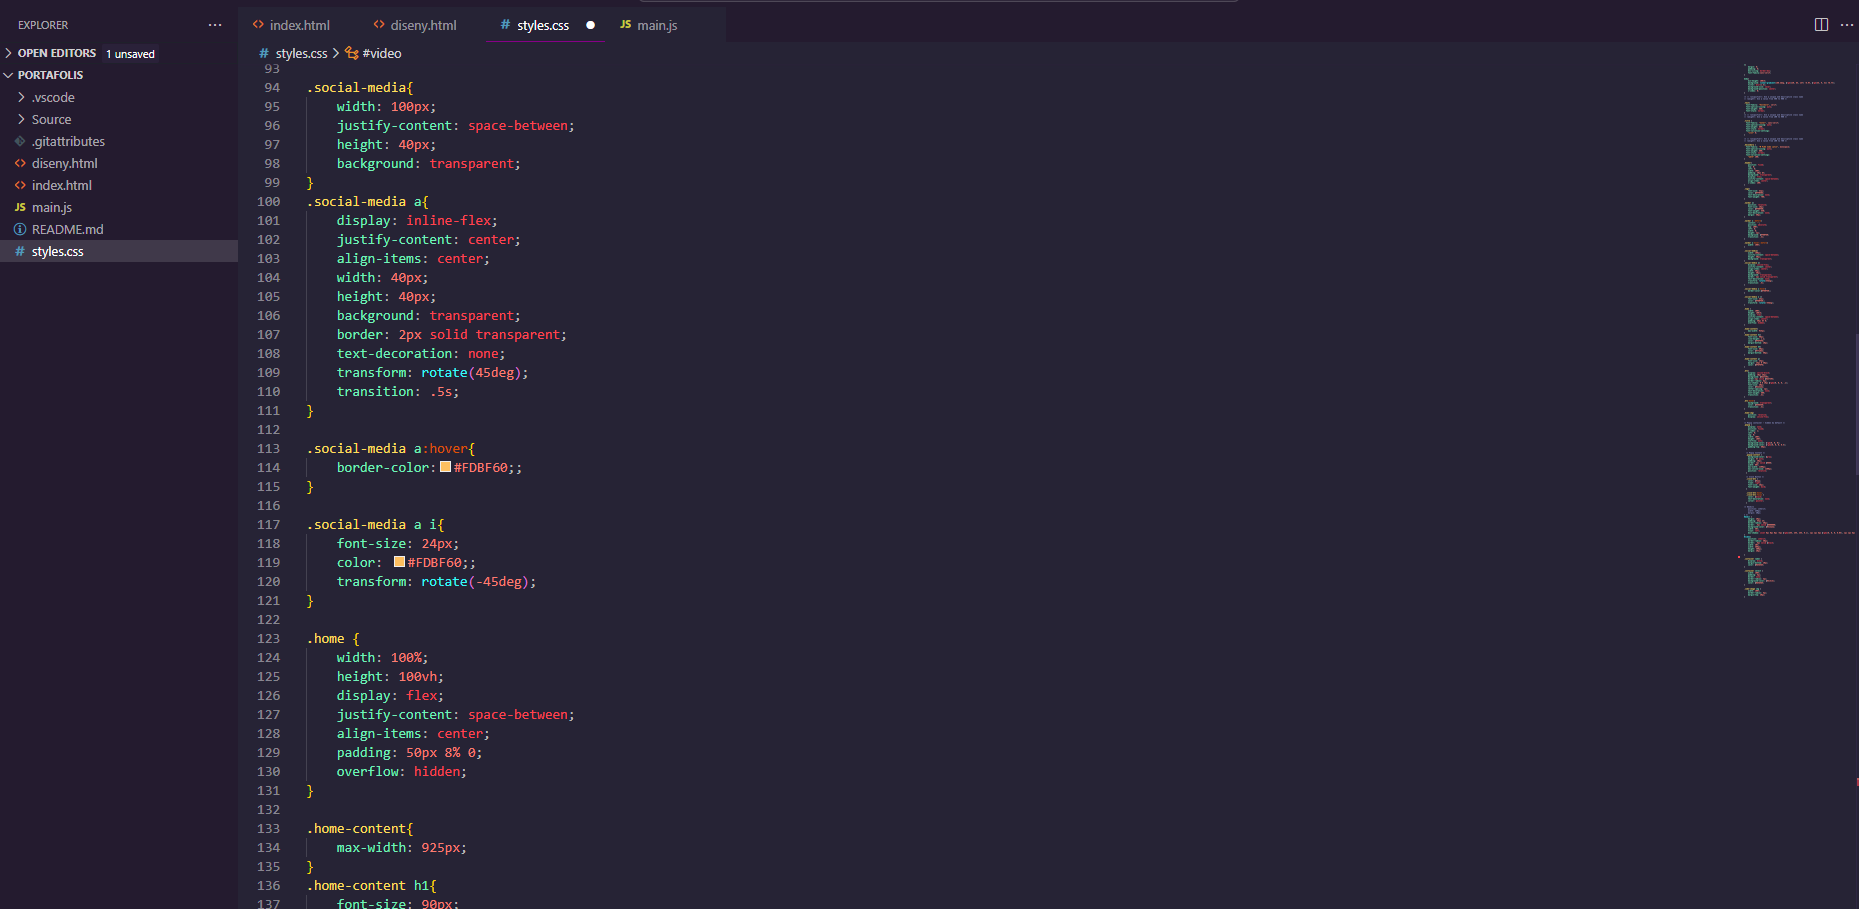 EXPLORER
OPEN EDITORS 1 unsaved
PORTAFOLIS
.vscode
Source
.gitattributes
diseny.html
index.html
JS main.js
README.md
# styles.css
index.html
diseny.html
# styles.css
JS main.js
# styles.css > #video
93
94 .social-media{
95 width: 100px;
96 justify-content: space-between;
97 height: 40px;
98 background: transparent;
99 }
100 .social-media a{
101 display: inline-flex;
102 justify-content: center;
103 align-items: center;
104 width: 40px;
105 height: 40px;
106 background: transparent;
107 border: 2px solid transparent;
108 text-decoration: none;
109 transform: rotate(45deg);
110 transition: .5s;
111 }
112
113 .social-media a:hover{
114 border-color: #FDBF60;;
115 }
116
117 .social-media a i{
118 font-size: 24px;
119 color: #FDBF60;;
120 transform: rotate(-45deg);
121 }
122
123 .home {
124 width: 100%;
125 height: 100vh;
126 display: flex;
127 justify-content: space-between;
128 align-items: center;
129 padding: 50px 8% 0;
130 overflow: hidden;
131 }
132
133 .home-content{
134 max-width: 925px;
135 }
136 .home-content h1{
137 font-size: 90px;